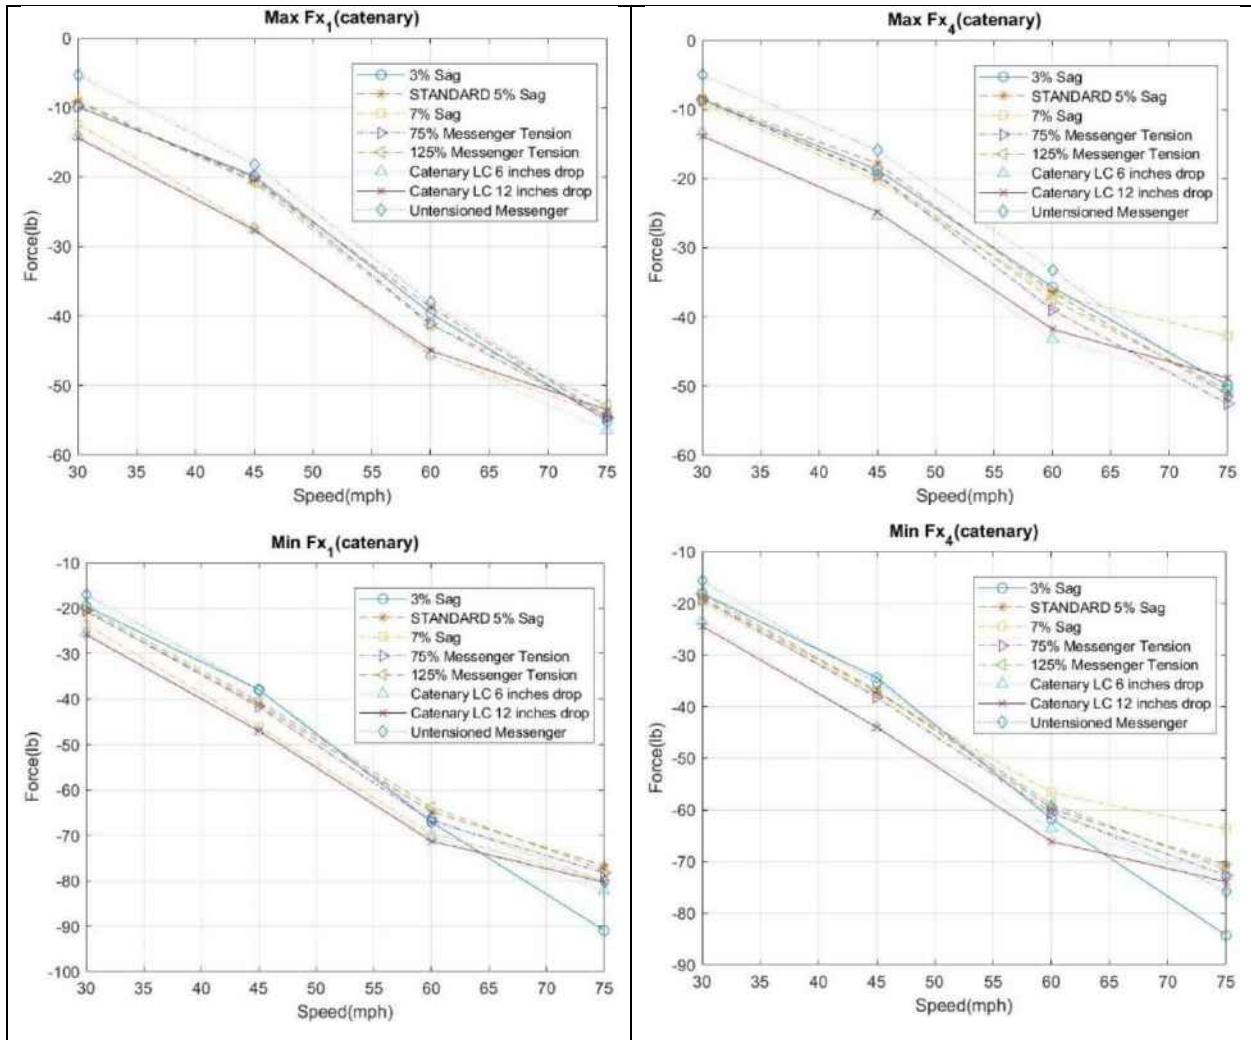 Max Fx1(catenary)
0
-10
-20
-30
-40
-50
-60
Force(lb)
30 35 40 45 50 55 60 65 70 75
Speed(mph)
3% Sag
STANDARD 5% Sag
7% Sag
75% Messenger Tension
125% Messenger Tension
Catenary LC 6 inches drop
Catenary LC 12 inches drop
Untensioned Messenger
Max Fx4(catenary)
0
-10
-20
-30
-40
-50
-60
Force(lb)
30 35 40 45 50 55 60 65 70 75
Speed(mph)
3% Sag
STANDARD 5% Sag
7% Sag
75% Messenger Tension
125% Messenger Tension
Catenary LC 6 inches drop
Catenary LC 12 inches drop
Untensioned Messenger
Min Fx1(catenary)
-10
-20
-30
-40
-50
-60
-70
-80
-90
-100
Force(lb)
30 35 40 45 50 55 60 65 70 75
Speed(mph)
3% Sag
STANDARD 5% Sag
7% Sag
75% Messenger Tension
125% Messenger Tension
Catenary LC 6 inches drop
Catenary LC 12 inches drop
Untensioned Messenger
Min Fx4(catenary)
-10
-20
-30
-40
-50
-60
-70
-80
-90
Force(lb)
30 35 40 45 50 55 60 65 70 75
Speed(mph)
3% Sag
STANDARD 5% Sag
7% Sag
75% Messenger Tension
125% Messenger Tension
Catenary LC 6 inches drop
Catenary LC 12 inches drop
Untensioned Messenger